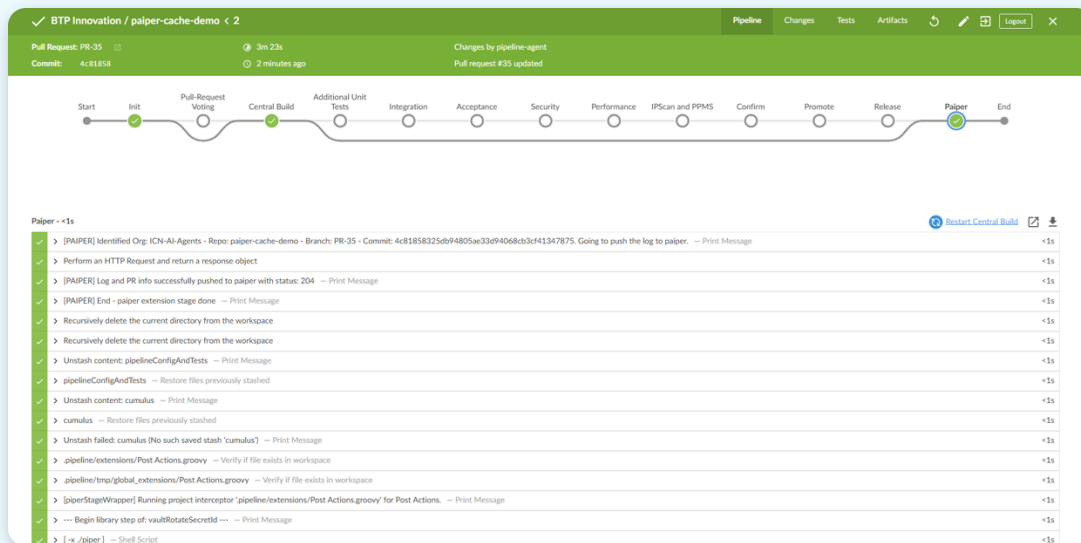 BTP Innovation / paiper-cache-demo < 2
Pipeline Changes Tests Artifacts Logout
Pull Request: PR-35 3m 23s Changes by pipeline-agent
Commit: 4c81858 2 minutes ago Pull request #35 updated
Start Init Pull-Request Voting Central Build Additional Unit Tests Integration Acceptance Security Performance IPScan and PPMS Confirm Promote Release Paiper End
Paiper - <1s Restart Central Build
[PAIPER] Identified Org: ICN-AI-Agents - Repo: paiper-cache-demo - Branch: PR-35 - Commit: 4c81858325db94805ae33d94068cb3cf41347875. Going to push the log to paiper. — Print Message <1s
Perform an HTTP Request and return a response object <1s
[PAIPER] Log and PR info successfully pushed to paiper with status: 204 — Print Message <1s
[PAIPER] End - paiper extension stage done — Print Message <1s
Recursively delete the current directory from the workspace <1s
Recursively delete the current directory from the workspace <1s
Unstash content: pipelineConfigAndTests — Print Message <1s
pipelineConfigAndTests — Restore files previously stashed <1s
Unstash content: cumulus — Print Message <1s
cumulus — Restore files previously stashed <1s
Unstash failed: cumulus (No such saved stash 'cumulus') — Print Message <1s
.pipeline/extensions/Post Actions.groovy — Verify if file exists in workspace <1s
.pipeline/tmp/global_extensions/Post Actions.groovy — Verify if file exists in workspace <1s
[piperStageWrapper] Running project interceptor '.pipeline/extensions/Post Actions.groovy' for Post Actions. — Print Message <1s
--- Begin library step of: vaultRotateSecretId --- — Print Message <1s
[ -x ./piper ] — Shell Script <1s